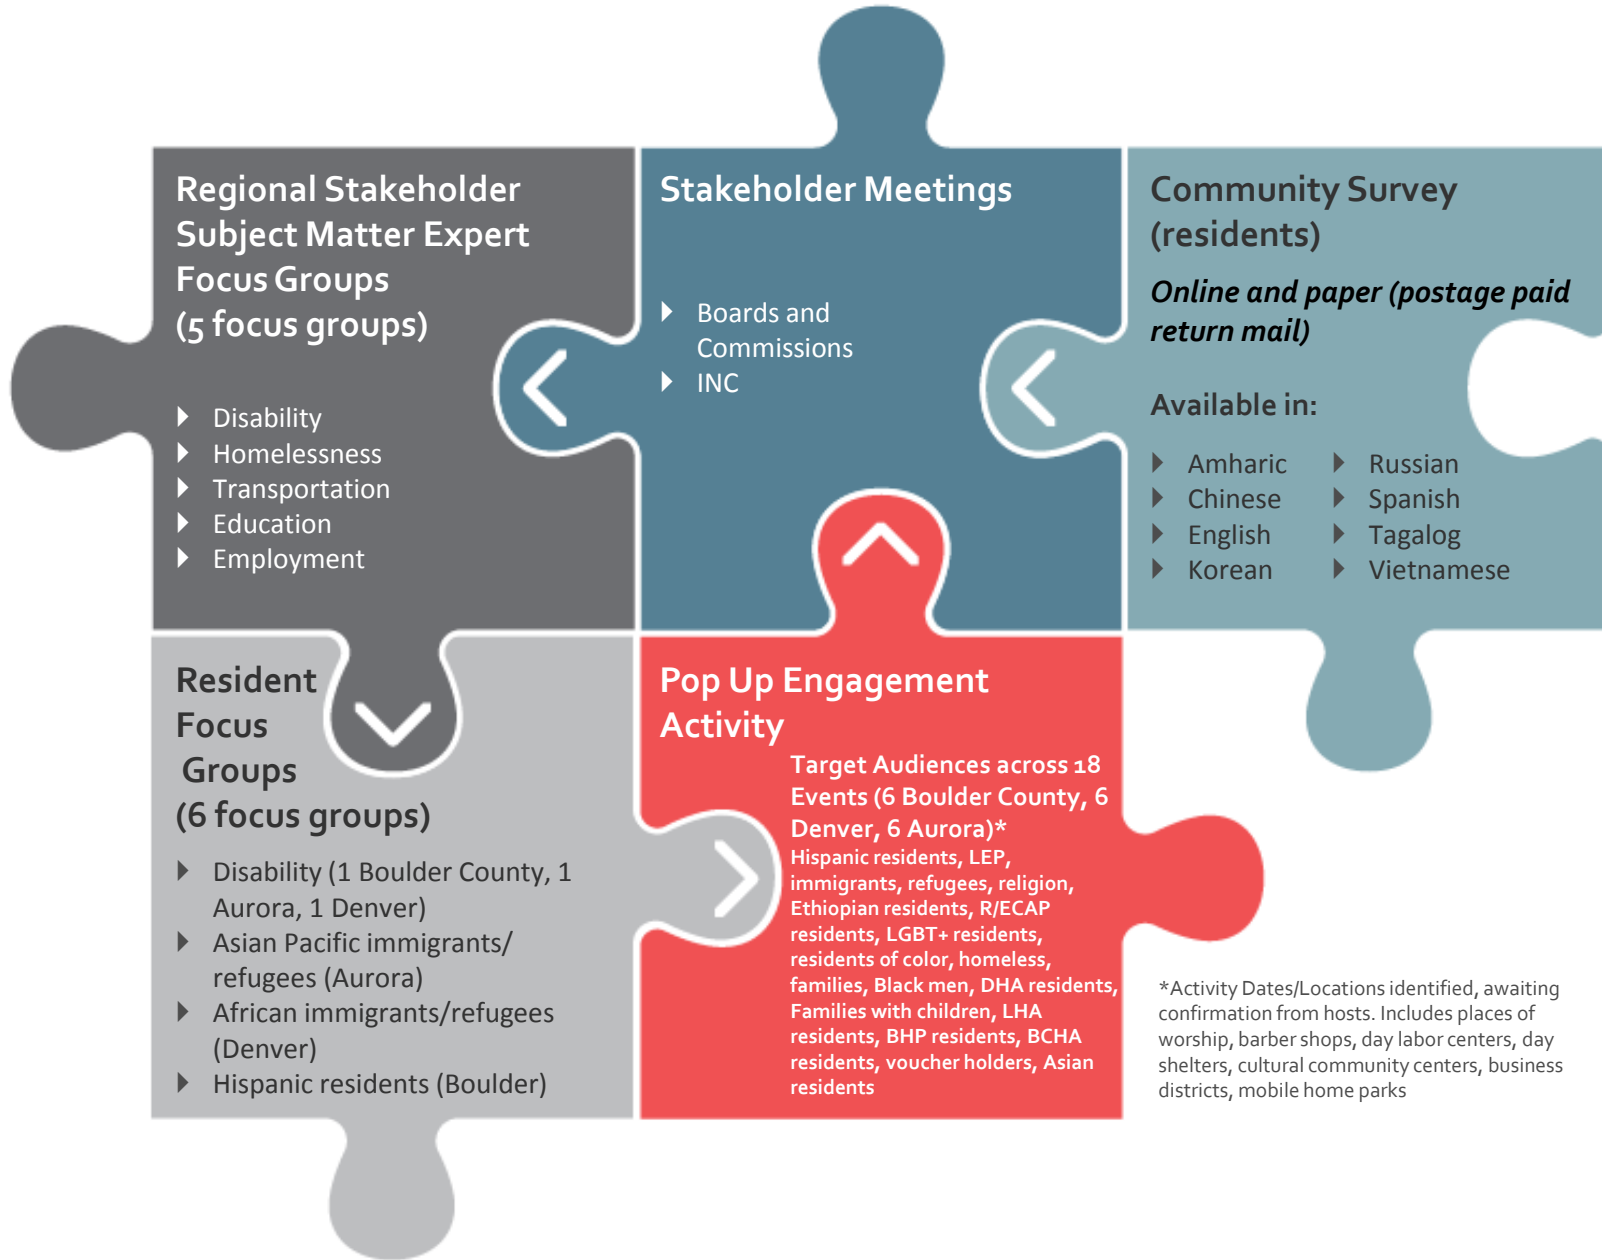 Regional Stakeholder
Subject Matter Expert
Focus Groups
(5 focus groups)
Disability
Homelessness
Transportation
Education
Employment
Stakeholder Meetings
Boards and
Commissions
INC
Community Survey
(residents)
Online and paper (postage paid
return mail)
Available in:
Amharic
Chinese
English
Korean
Russian
Spanish
Tagalog
Vietnamese
Resident
Focus
Groups
(6 focus groups)
Disability (1 Boulder County, 1
Aurora, 1 Denver)
Asian Pacific immigrants/
refugees (Aurora)
African immigrants/refugees
(Denver)
Hispanic residents (Boulder)
Pop Up Engagement
Activity
Target Audiences across 18
Events (6 Boulder County, 6
Denver, 6 Aurora)*
Hispanic residents, LEP,
immigrants, refugees, religion,
Ethiopian residents, R/ECAP
residents, LGBT+ residents,
residents of color, homeless,
families, Black men, DHA residents,
Families with children, LHA
residents, BHP residents, BCHA
residents, voucher holders, Asian
residents
*Activity Dates/Locations identified, awaiting
confirmation from hosts. Includes places of
worship, barber shops, day labor centers, day
shelters, cultural community centers, business
districts, mobile home parks